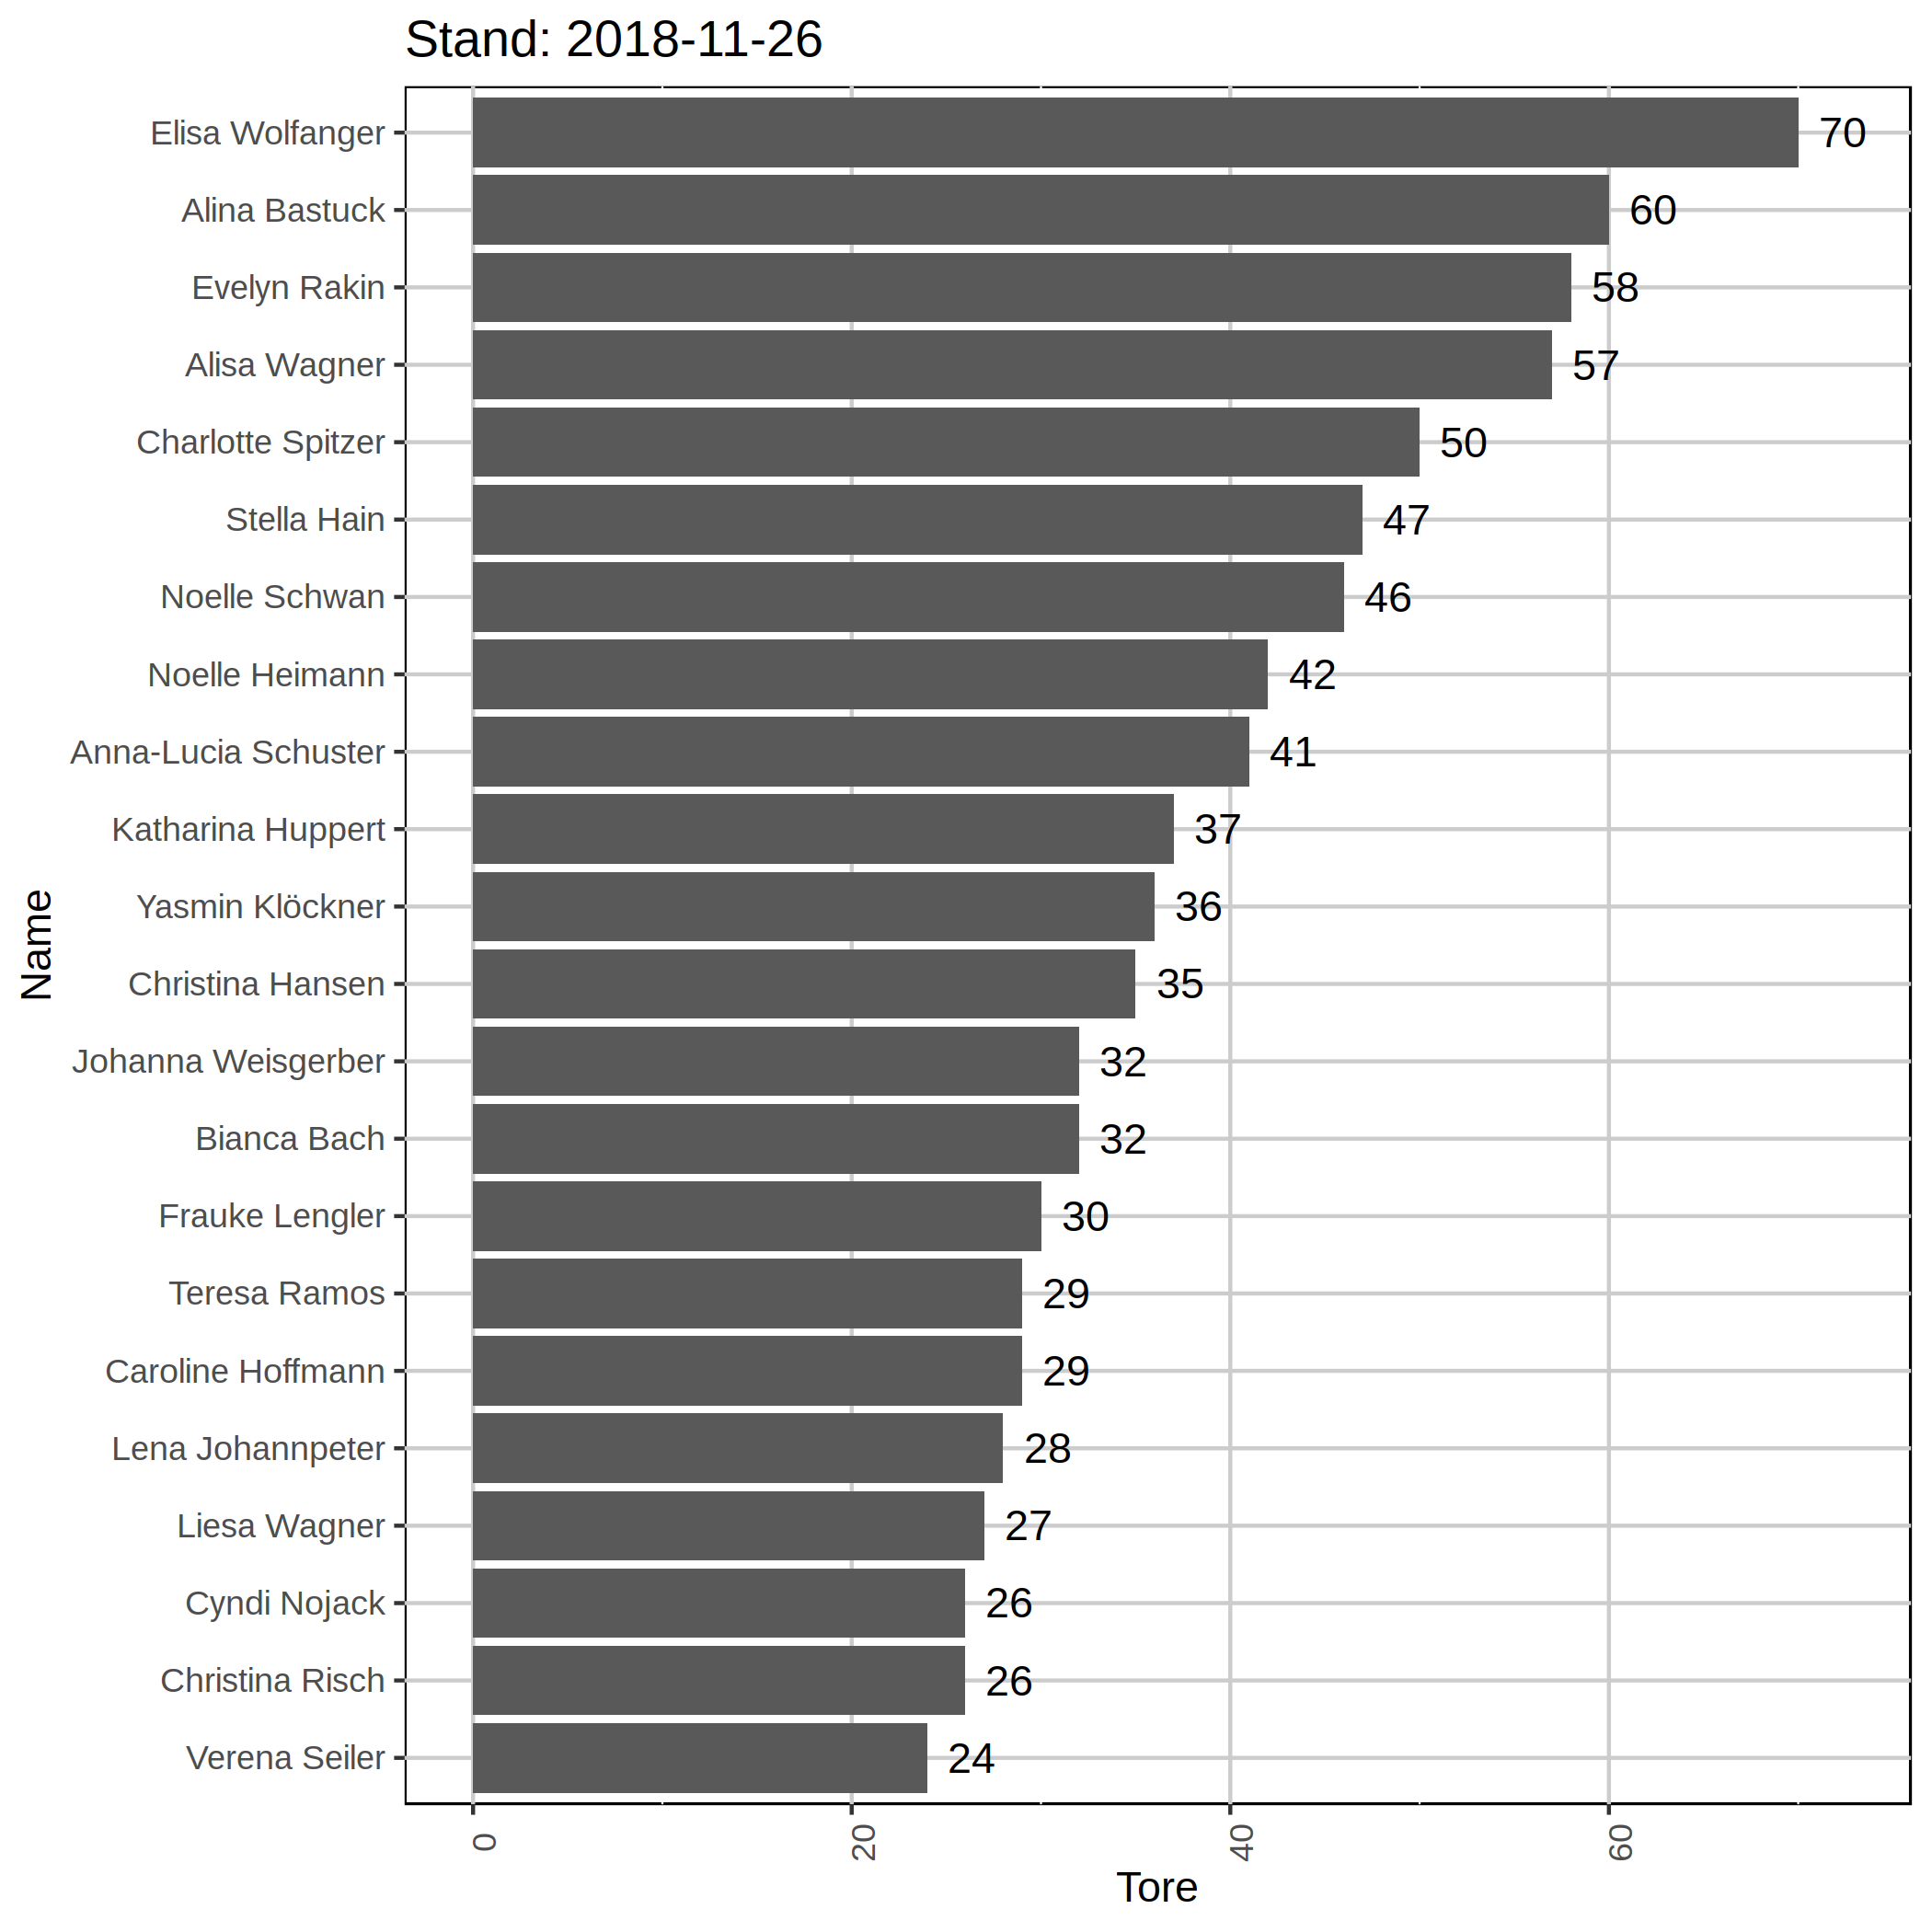 Stand: 2018-11-26
Elisa Wolfanger 70
Alina Bastuck 60
Evelyn Rakin 58
Alisa Wagner 57
Charlotte Spitzer 50
Stella Hain 47
Noelle Schwan 46
Noelle Heimann 42
Anna-Lucia Schuster 41
Katharina Huppert 37
Yasmin Klöckner 36
Christina Hansen 35
Johanna Weisgerber 32
Bianca Bach 32
Frauke Lengler 30
Teresa Ramos 29
Caroline Hoffmann 29
Lena Johannpeter 28
Liesa Wagner 27
Cyndi Nojack 26
Christina Risch 26
Verena Seiler 24
Name
0 20 40 60
Tore